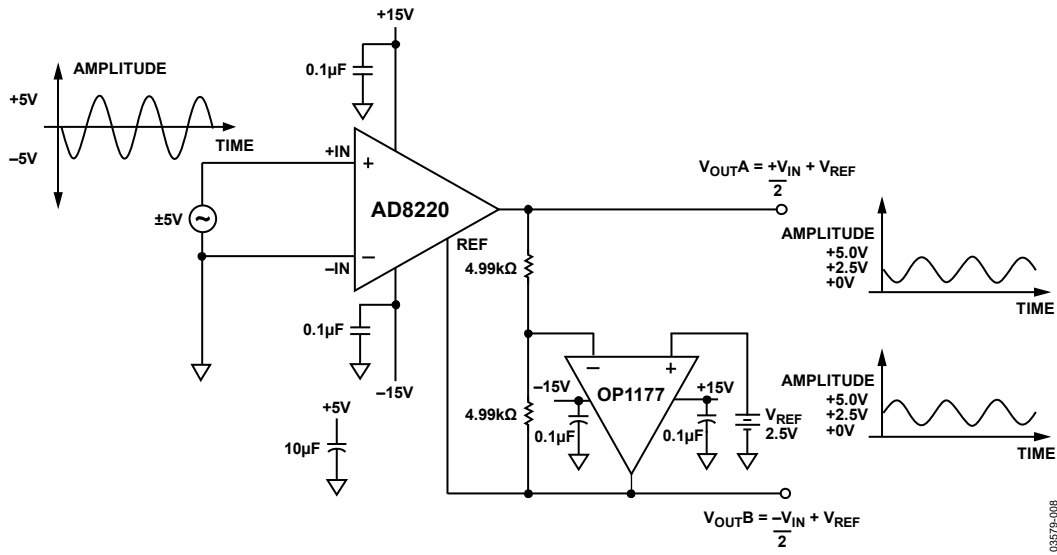 +15V
0.1µF
AMPLITUDE
+5V
–5V
TIME
+IN
+
AD8220
±5V
–IN
–
REF
0.1µF
–15V
+5V
10µF
4.99kΩ
4.99kΩ
VOUTA = +VIN + VREF
2
AMPLITUDE
+5.0V
+2.5V
+0V
TIME
–
+
OP1177
–15V
+15V
0.1µF
0.1µF
VREF
2.5V
AMPLITUDE
+5.0V
+2.5V
+0V
TIME
VOUTB = –VIN + VREF
2
03579-008